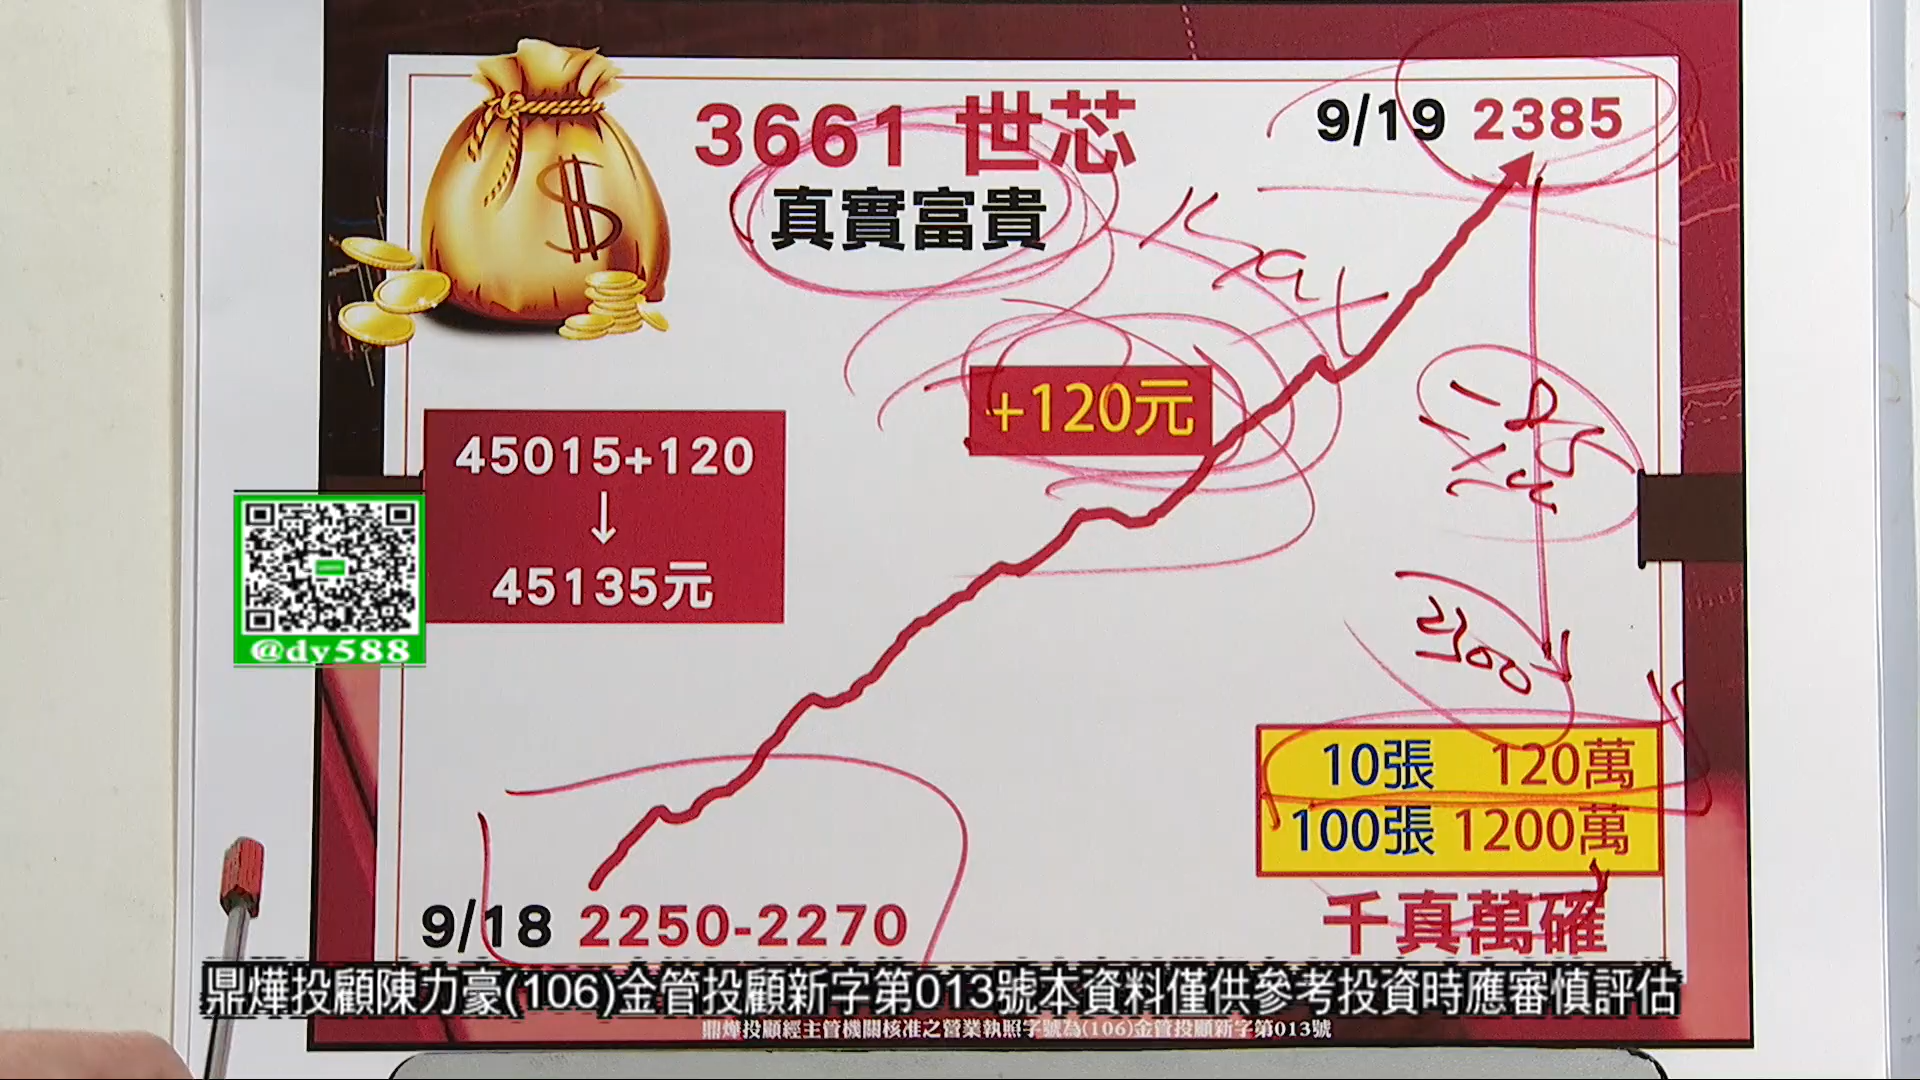 3661 世芯
真實富貴
9/19 2385
+120元
45015+120
↓
45135元
@dy588
2300
10張 120萬
100張 1200萬
千真萬確
9/18 2250-2270
鼎燁投顧陳力豪(106)金管投顧新字第013號本資料僅供參考投資時應審慎評估
鼎燁投顧經主管機關核准之營業執照字號為(106)金管投顧新字第013號